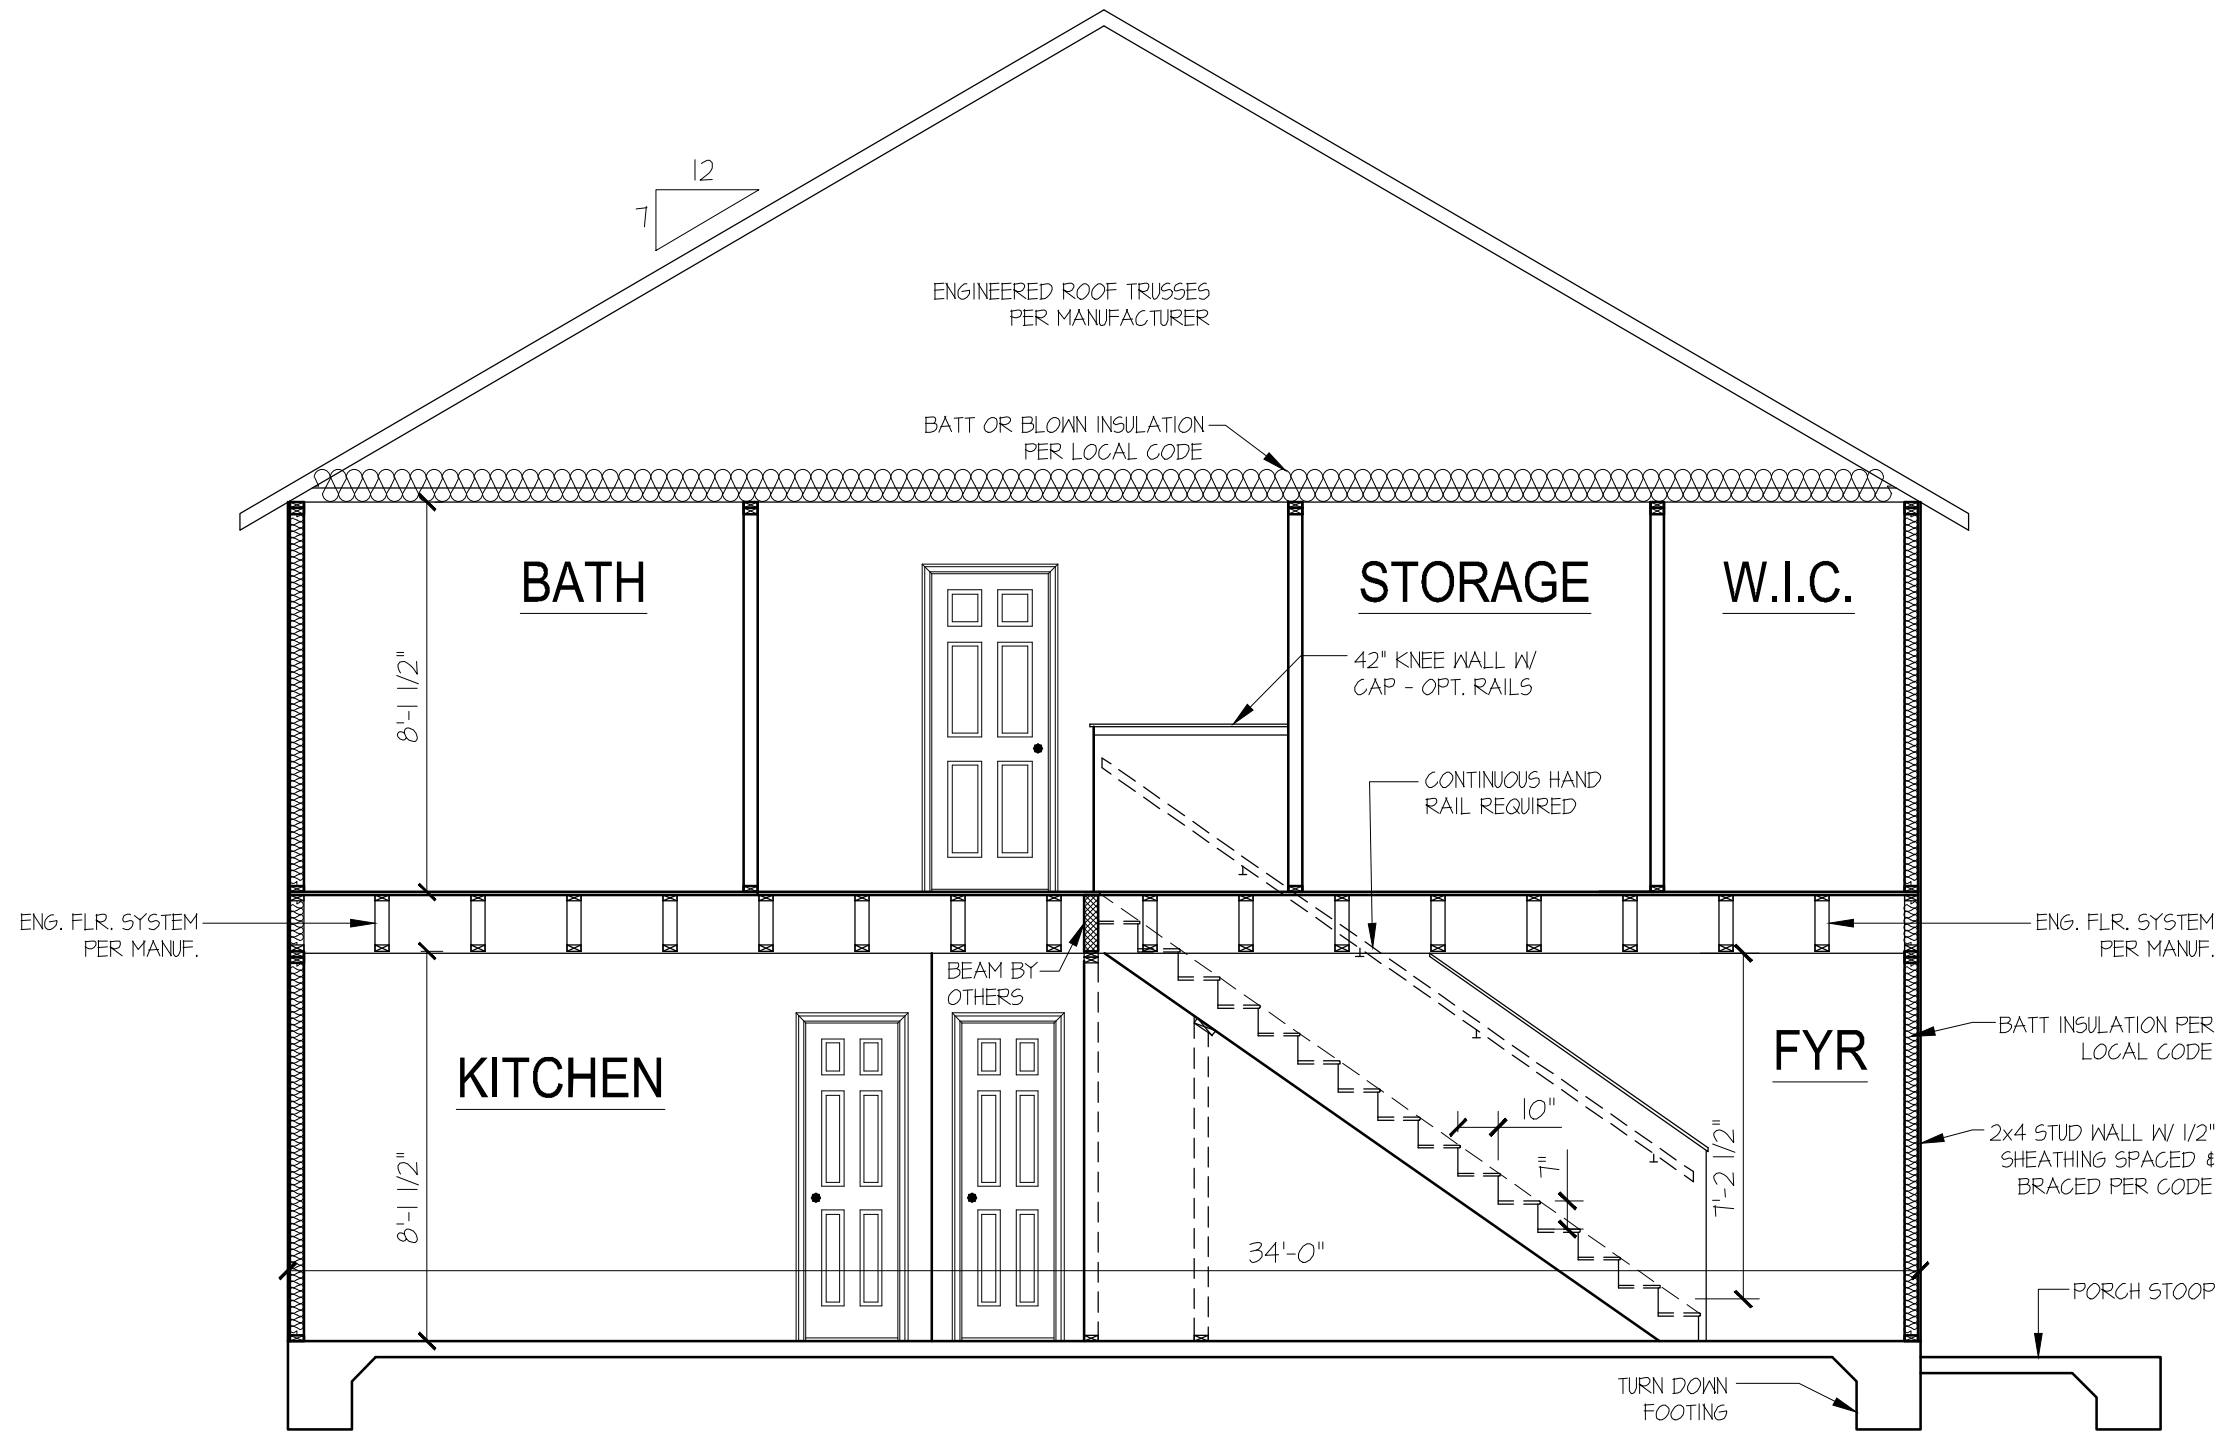 12
7
ENGINEERED ROOF TRUSSES
PER MANUFACTURER
BATT OR BLOWN INSULATION
PER LOCAL CODE
BATH
STORAGE
W.I.C.
8'-1 1/2"
42" KNEE WALL W/
CAP - OPT. RAILS
CONTINUOUS HAND
RAIL REQUIRED
ENG. FLR. SYSTEM
PER MANUF.
ENG. FLR. SYSTEM
PER MANUF.
BEAM BY
OTHERS
KITCHEN
FYR
BATT INSULATION PER
LOCAL CODE
10"
7"
7'-2 1/2"
2x4 STUD WALL W/ 1/2"
SHEATHING SPACED &
BRACED PER CODE
8'-1 1/2"
34'-0"
PORCH STOOP
TURN DOWN
FOOTING